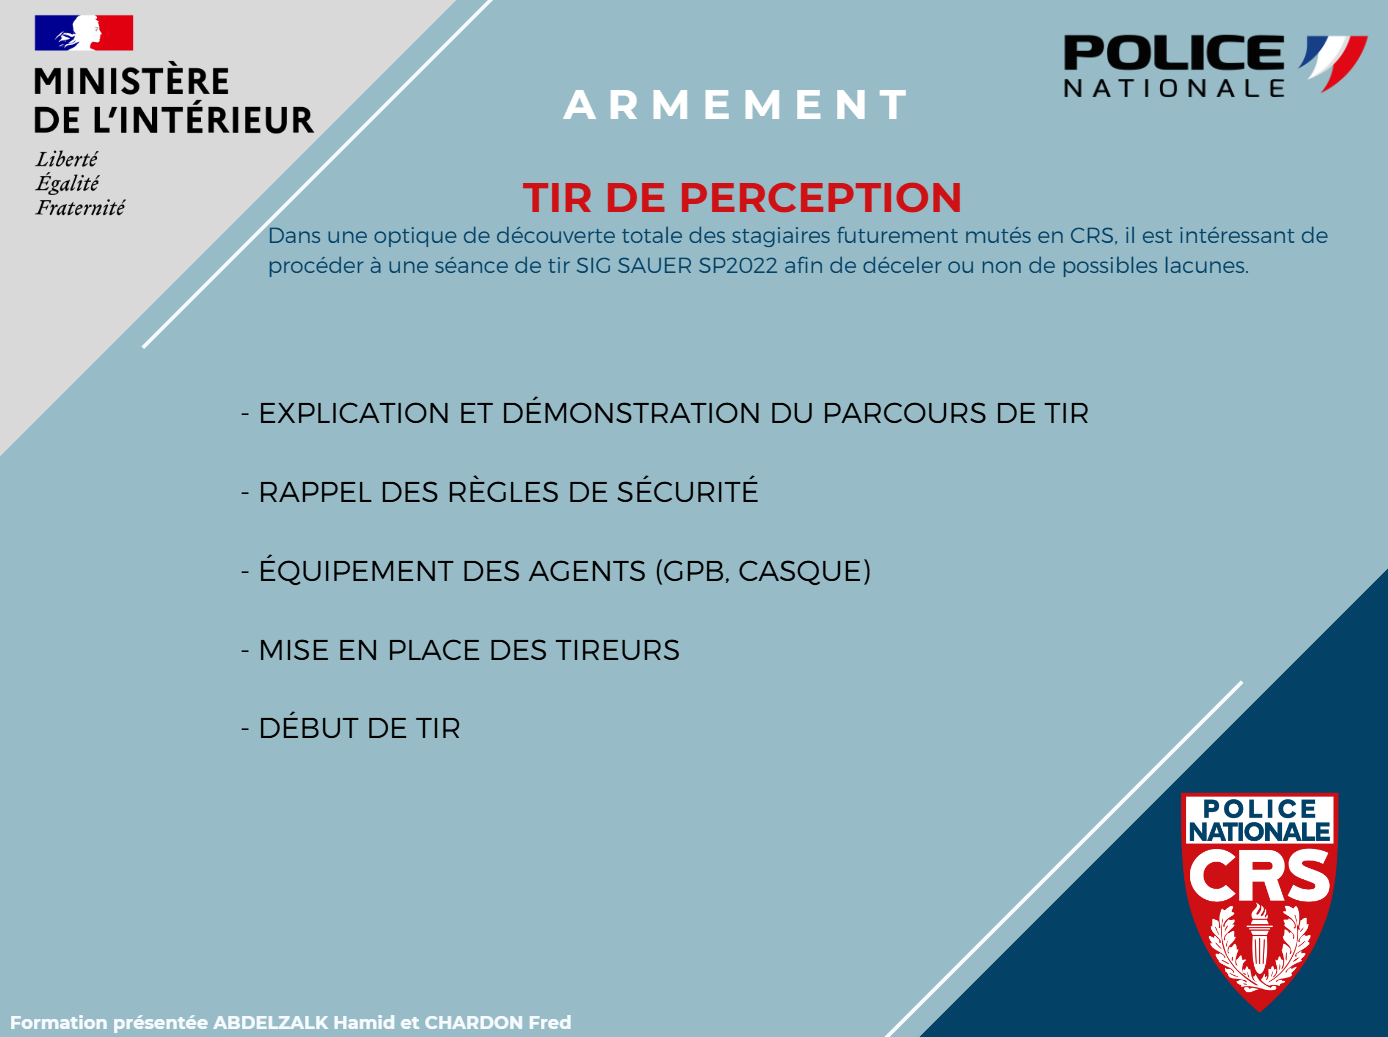 MINISTÈRE
DE L'INTÉRIEUR
Liberté
Égalité
Fraternité
POLICE
NATIONALE
ARMEMENT
TIR DE PERCEPTION
Dans une optique de découverte totale des stagiaires futurement mutés en CRS, il est intéressant de
procéder à une séance de tir SIG SAUER SP2022 afin de déceler ou non de possibles lacunes.
- EXPLICATION ET DÉMONSTRATION DU PARCOURS DE TIR
- RAPPEL DES RÈGLES DE SÉCURITÉ
- ÉQUIPEMENT DES AGENTS (GPB, CASQUE)
- MISE EN PLACE DES TIREURS
- DÉBUT DE TIR
POLICE
NATIONALE
CRS
Formation présentée ABDELZALK Hamid et CHARDON Fred